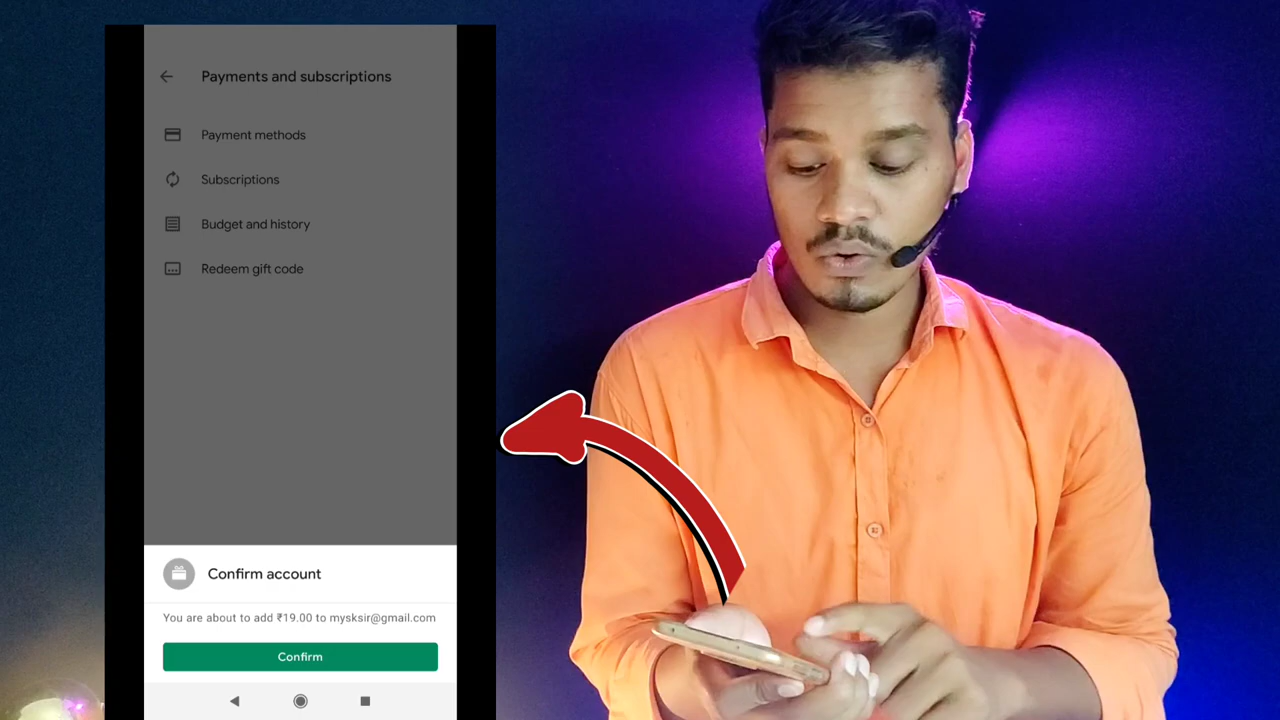 Payments and subscriptions
Payment methods
Subscriptions
Budget and history
Redeem gift code
Confirm account
You are about to add ₹19.00 to mysksir@gmail.com
Confirm